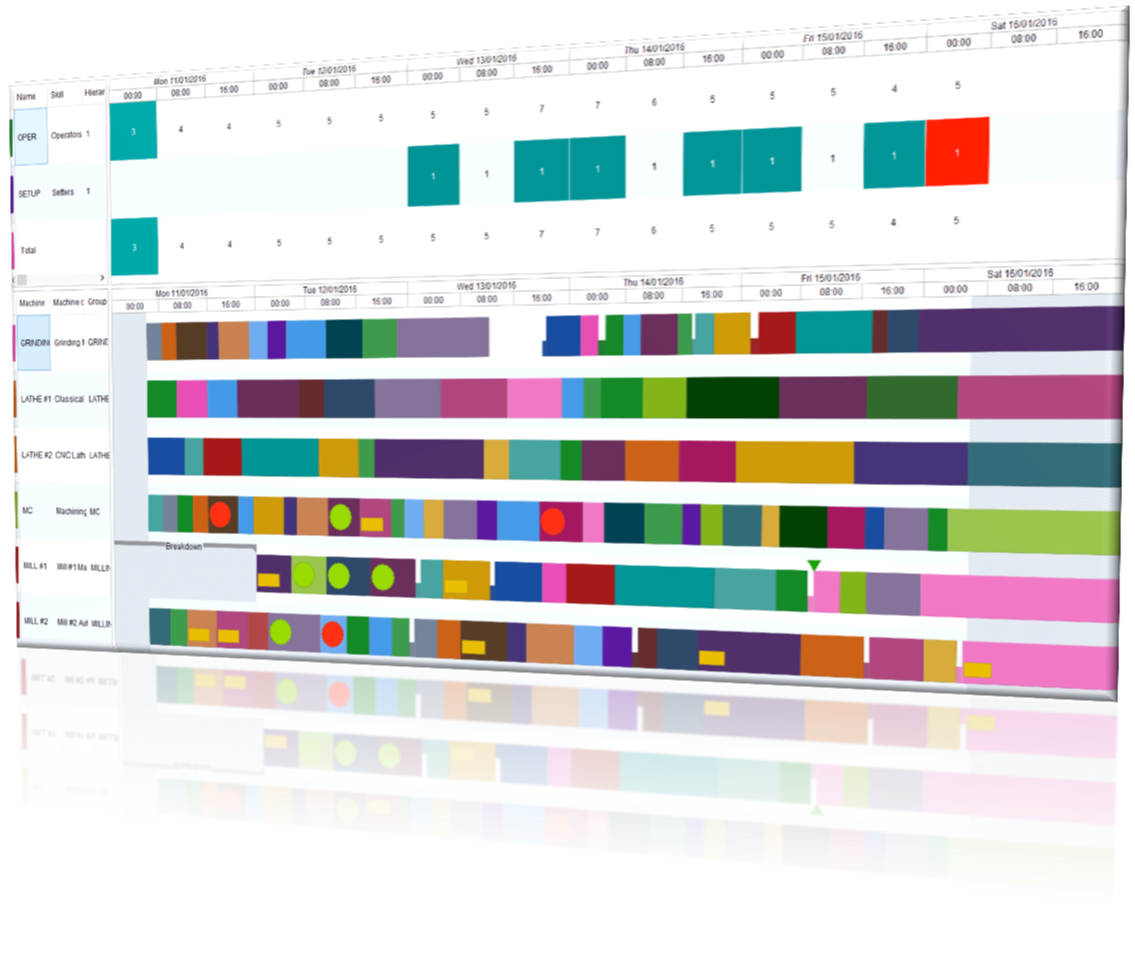 Name Skill Hierar
Mon 11/01/2016 Tue 12/01/2016 Wed 13/01/2016 Thu 14/01/2016 Fri 15/01/2016 Sat 16/01/2016
00:00 08:00 16:00 00:00 08:00 16:00 00:00 08:00 16:00 00:00 08:00 16:00 00:00 08:00 16:00 00:00 08:00 16:00
OPER Operators 1 3 4 4 5 5 5 5 5 7 7 6 5 5 5 4 5
SETUP Setters 1 1 1 1 1 1 1 1 1 1 1
Total 3 4 4 5 5 5 5 5 7 7 6 5 5 5 4 5
Machine Machine c Group
Mon 11/01/2016 Tue 12/01/2016 Wed 13/01/2016 Thu 14/01/2016 Fri 15/01/2016 Sat 16/01/2016
00:00 08:00 16:00 00:00 08:00 16:00 00:00 08:00 16:00 00:00 08:00 16:00 00:00 08:00 16:00 00:00 08:00 16:00
GRINDIN Grinding GRIND
LATHE #1 Classical LATHE
LATHE #2 CNC Lath LATHE
MC Machining MC
Breakdown
MILL #1 Mill #1 Ma MILLIN
MILL #2 Mill #2 Aut MILLIN